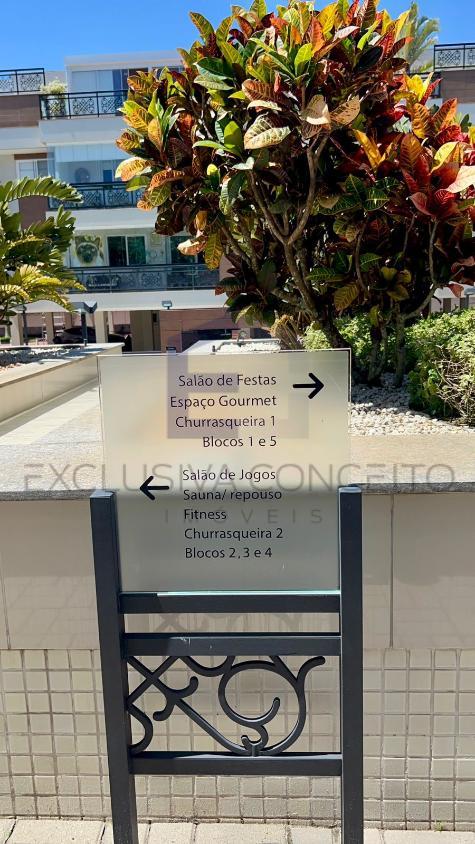 Salão de Festas
Espaço Gourmet
Churrasqueira 1
Blocos 1 e 5
Salão de Jogos
Sauna/ repouso
Fitness
Churrasqueira 2
Blocos 2, 3 e 4
EXCLUSIVA CONCEITO
IMÓVEIS